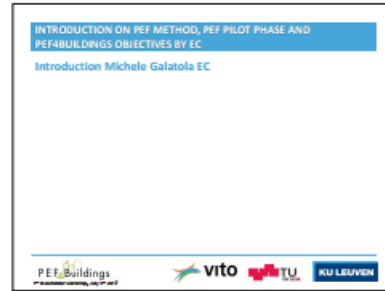 INTRODUCTION ON PEF METHOD, PEF PILOT PHASE AND
PEF4BUILDINGS OBJECTIVES BY EC
Introduction Michele Galatola EC
PEF4Buildings
vito
TU
KU LEUVEN